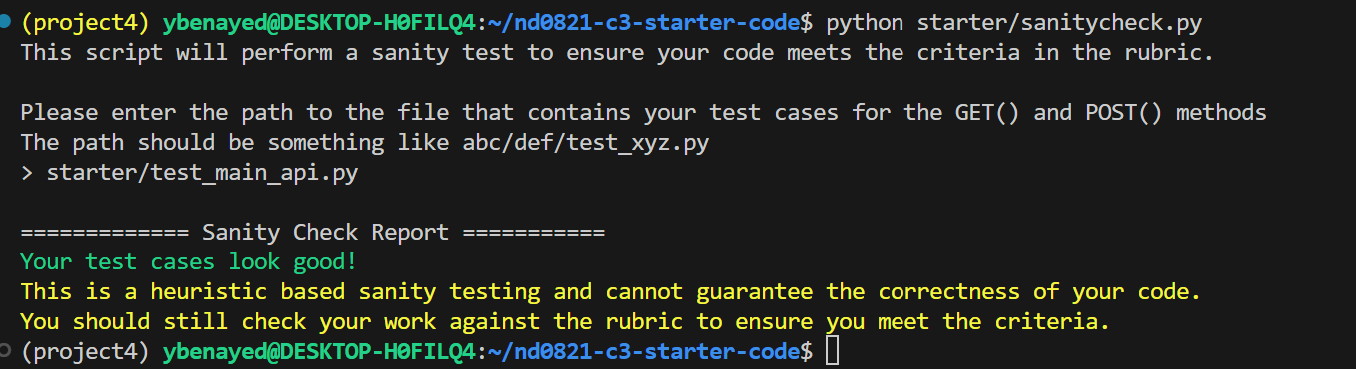 (project4) ybenayed@DESKTOP-H0FILQ4:~/nd0821-c3-starter-code$ python starter/sanitycheck.py
This script will perform a sanity test to ensure your code meets the criteria in the rubric.
Please enter the path to the file that contains your test cases for the GET() and POST() methods
The path should be something like abc/def/test_xyz.py
> starter/test_main_api.py
============= Sanity Check Report ===========
Your test cases look good!
This is a heuristic based sanity testing and cannot guarantee the correctness of your code.
You should still check your work against the rubric to ensure you meet the criteria.
(project4) ybenayed@DESKTOP-H0FILQ4:~/nd0821-c3-starter-code$